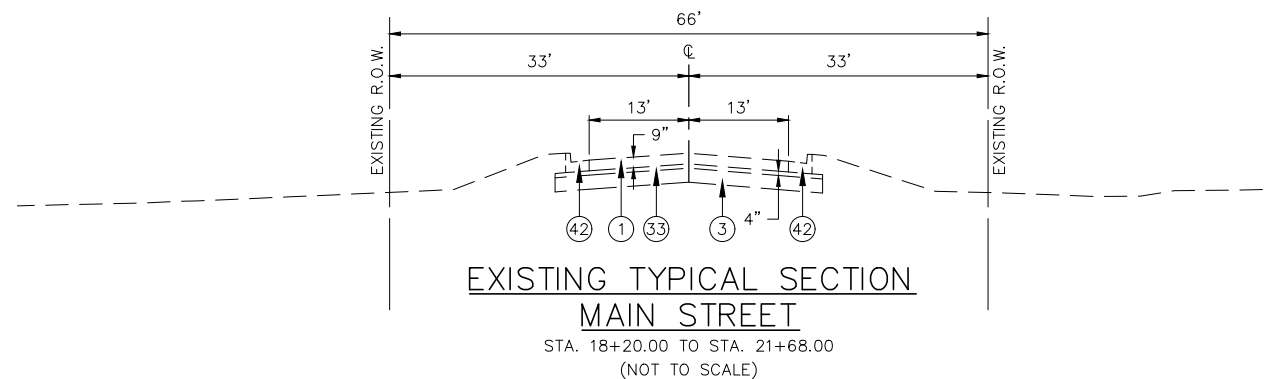 66'
℄
33' 33'
EXISTING R.O.W.
EXISTING R.O.W.
13' 13'
9"
4"
42 1 33 3 42
EXISTING TYPICAL SECTION
MAIN STREET
STA. 18+20.00 TO STA. 21+68.00
(NOT TO SCALE)